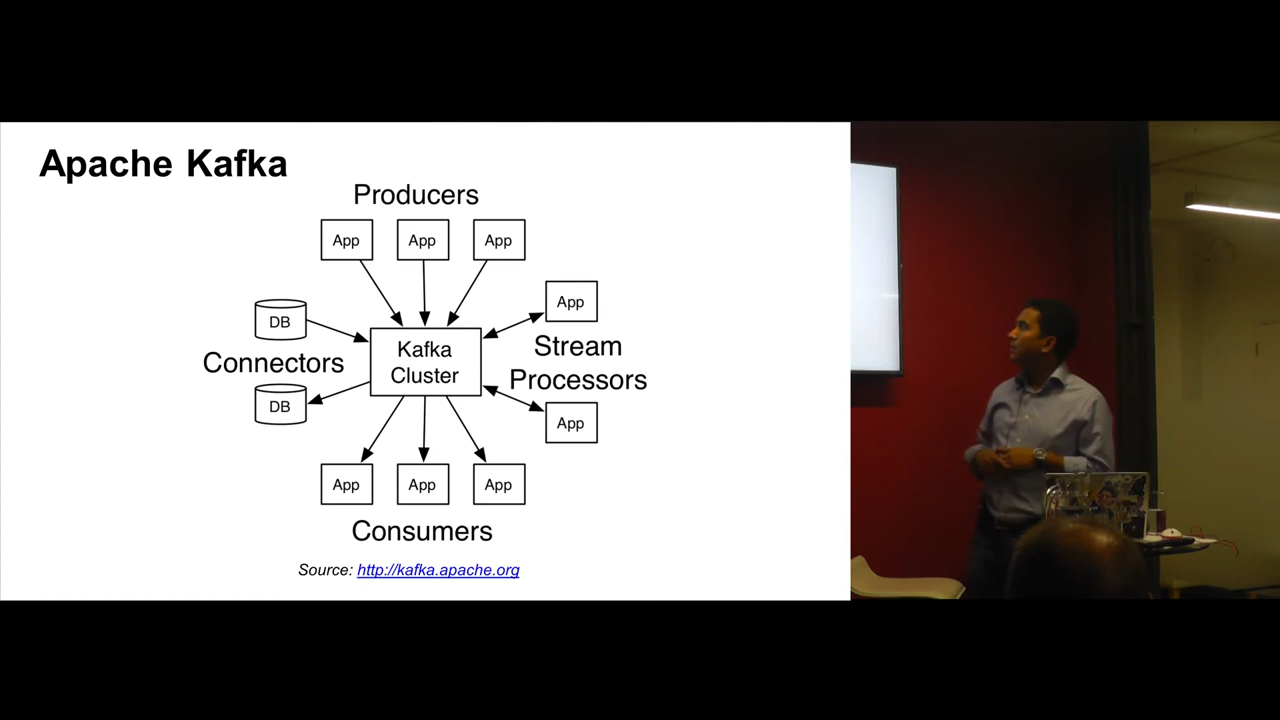 Apache Kafka
Producers
App
App
App
DB
App
Connectors
Kafka
Cluster
Stream
Processors
DB
App
App
App
App
Consumers
Source: http://kafka.apache.org